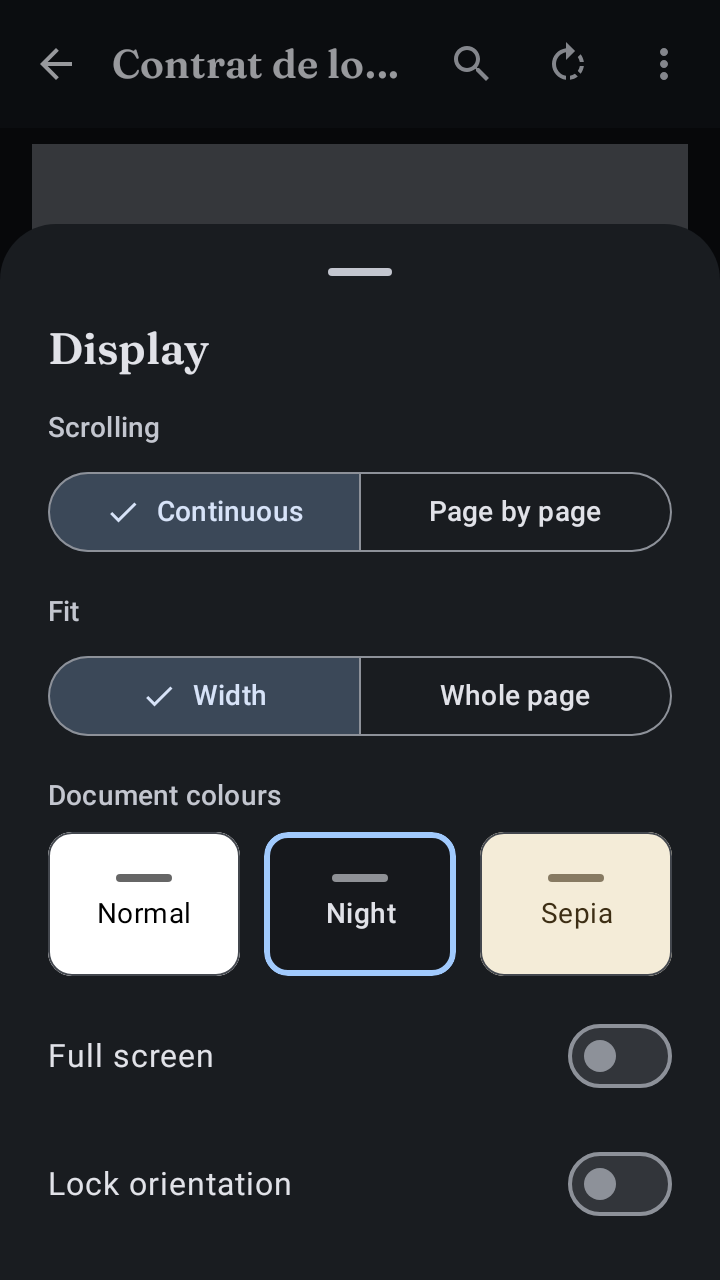 Contrat de lo...
Display
Scrolling
Continuous
Page by page
Fit
Width
Whole page
Document colours
Normal
Night
Sepia
Full screen
Lock orientation